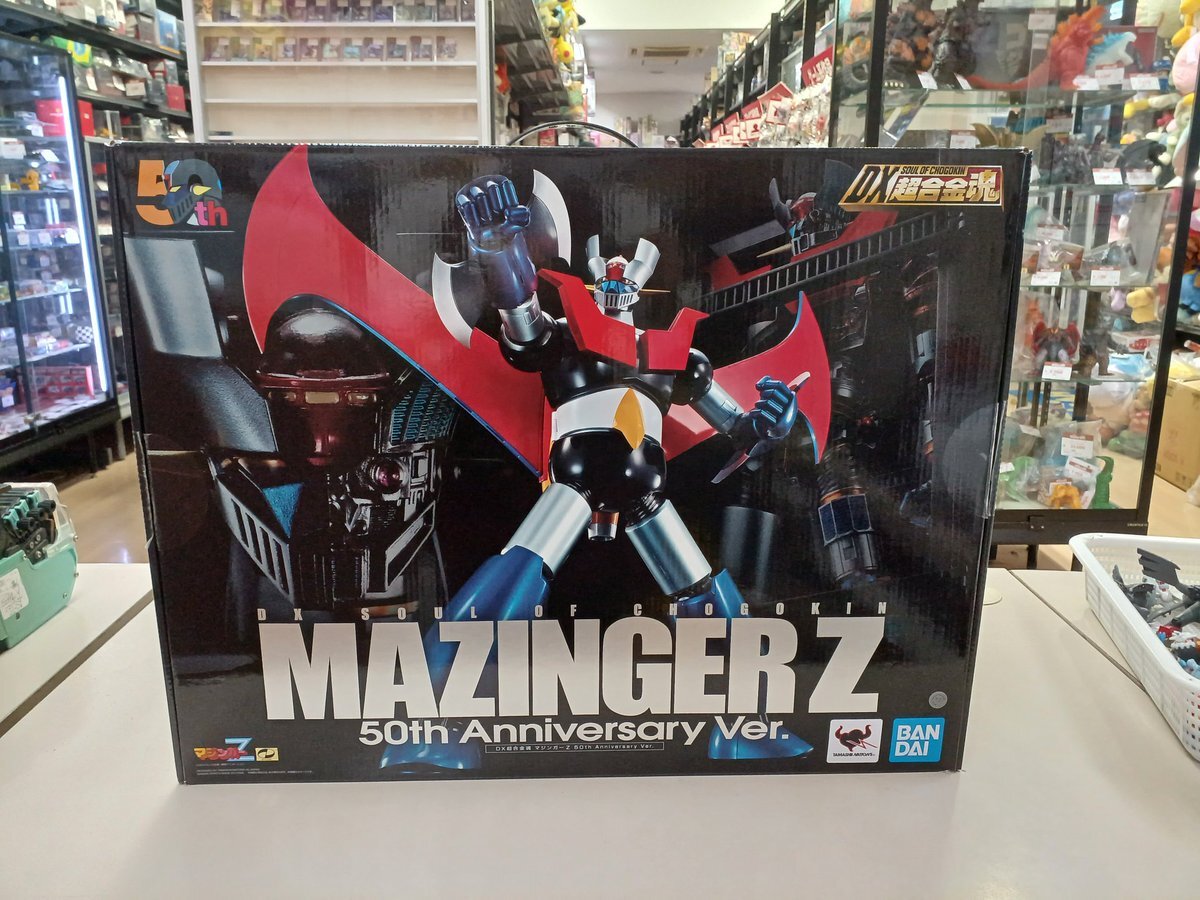 50th
SOUL OF CHOGOKIN
DX超合金魂
DX SOUL OF CHOGOKIN
MAZINGER Z
50th Anniversary Ver.
DX超合金魂 マジンガーZ 50th Anniversary Ver.
マジンガーZ
TAMASHII NATIONS
BAN
DAI